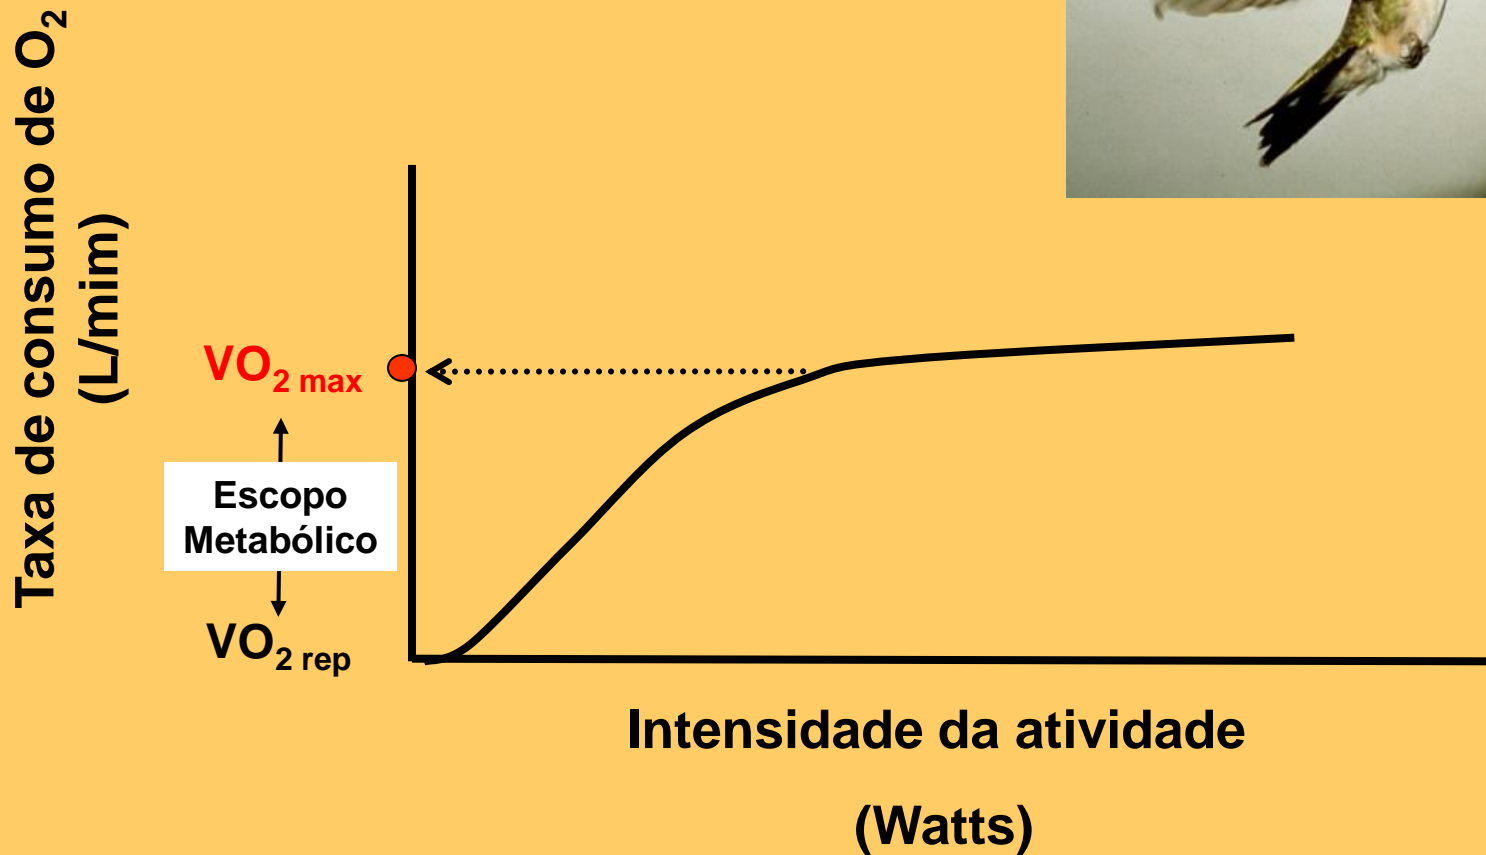 Taxa de consumo de O2
(L/mim)
VO2 max
Escopo
Metabólico
VO2 rep
Intensidade da atividade
(Watts)